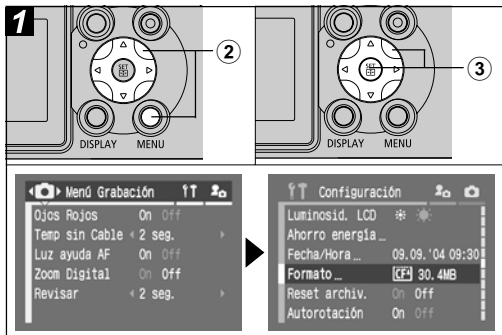 1
2
SET
DISPLAY MENU
3
SET
DISPLAY MENU
Menú Grabación
Ojos Rojos On Off
Temp sin Cable 2 seg.
Luz ayuda AF On Off
Zoom Digital On Off
Revisar 2 seg.
Configuración
Luminosid. LCD
Ahorro energía…
Fecha/Hora… 09.09.'04 09:30
Formato… CF 30.4MB
Reset archiv. On Off
Autorotación On Off